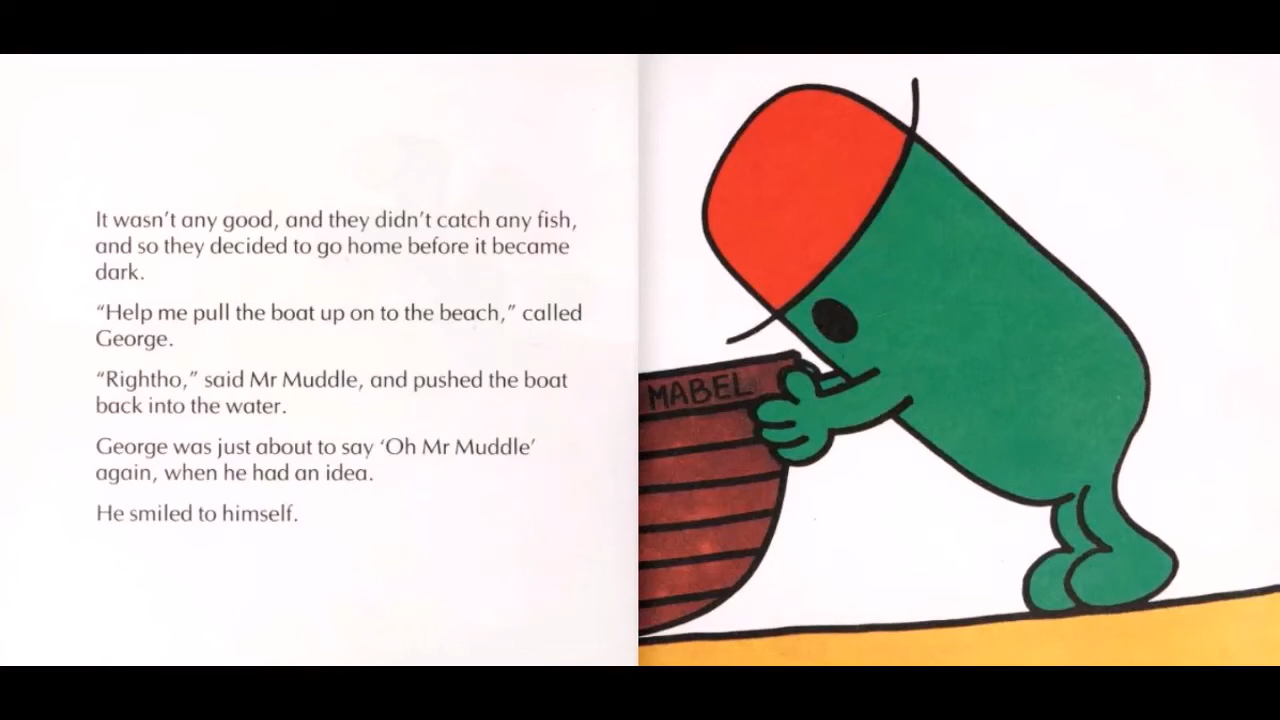 It wasn't any good, and they didn't catch any fish,
and so they decided to go home before it became
dark.
“Help me pull the boat up on to the beach,” called
George.
“Rightho,” said Mr Muddle, and pushed the boat
back into the water.
George was just about to say ‘Oh Mr Muddle’
again, when he had an idea.
He smiled to himself.
MABEL